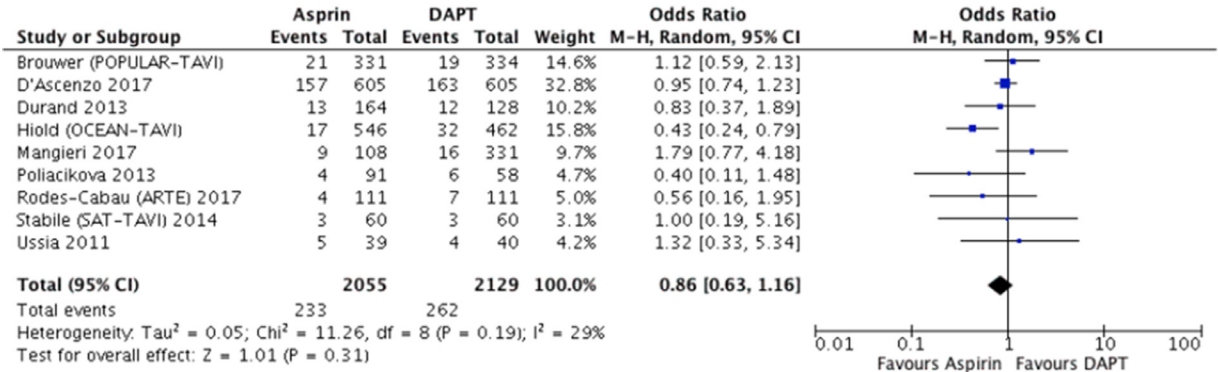 Asprin DAPT Odds Ratio Odds Ratio
Study or Subgroup Events Total Events Total Weight M-H, Random, 95% CI M-H, Random, 95% CI
Brouwer (POPULAR-TAVI) 21 331 19 334 14.6% 1.12 [0.59, 2.13]
D'Ascenzo 2017 157 605 163 605 32.8% 0.95 [0.74, 1.23]
Durand 2013 13 164 12 128 10.2% 0.83 [0.37, 1.89]
Hiold (OCEAN-TAVI) 17 546 32 462 15.8% 0.43 [0.24, 0.79]
Mangieri 2017 9 108 16 331 9.7% 1.79 [0.77, 4.18]
Poliacikova 2013 4 91 6 58 4.7% 0.40 [0.11, 1.48]
Rodes-Cabau (ARTE) 2017 4 111 7 111 5.0% 0.56 [0.16, 1.95]
Stabile (SAT-TAVI) 2014 3 60 3 60 3.1% 1.00 [0.19, 5.16]
Ussia 2011 5 39 4 40 4.2% 1.32 [0.33, 5.34]
Total (95% CI) 2055 2129 100.0% 0.86 [0.63, 1.16]
Total events 233 262
Heterogeneity: Tau² = 0.05; Chi² = 11.26, df = 8 (P = 0.19); I² = 29%
Test for overall effect: Z = 1.01 (P = 0.31)
0.01 0.1 1 10 100
Favours Aspirin Favours DAPT